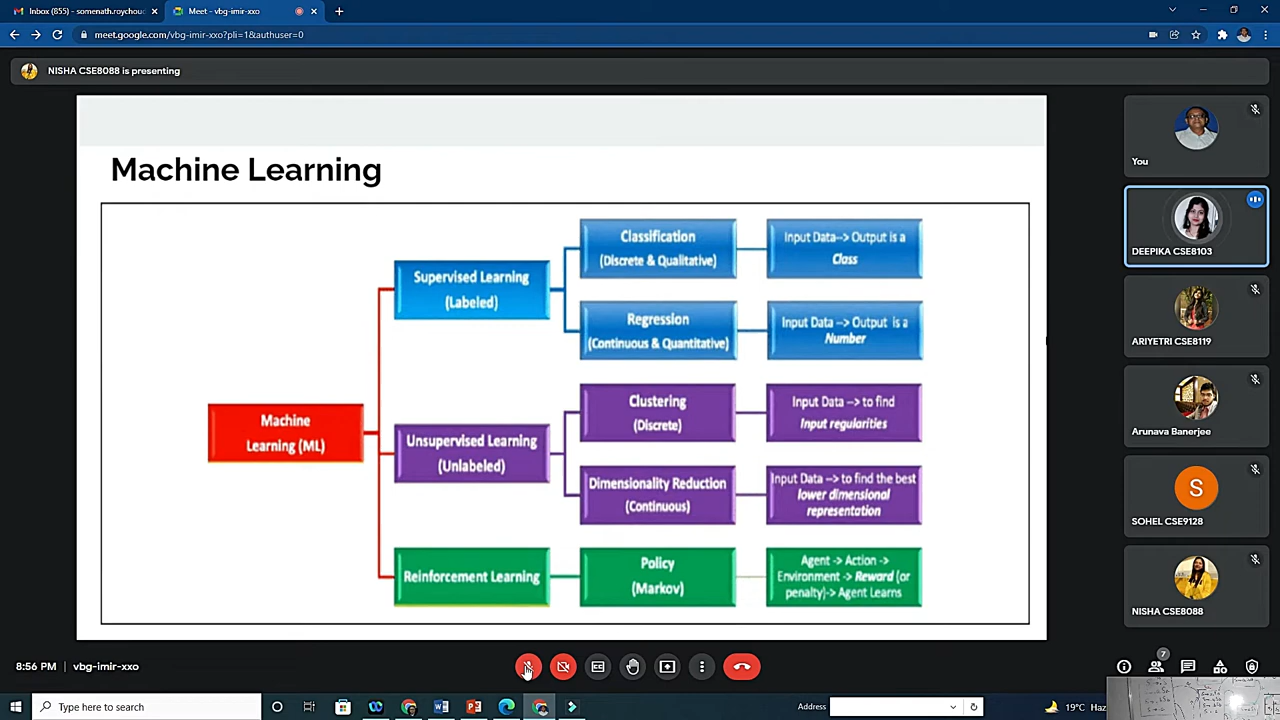 Inbox (855) - somenath.roychoud
Meet - vbg-imir-xxo
meet.google.com/vbg-imir-xxo?pli=1&authuser=0
NISHA CSE8088 is presenting
Machine Learning
Machine
Learning (ML)
Supervised Learning
(Labeled)
Classification
(Discrete & Qualitative)
Input Data--> Output is a
Class
Regression
(Continuous & Quantitative)
Input Data --> Output is a
Number
Unsupervised Learning
(Unlabeled)
Clustering
(Discrete)
Input Data --> to find
Input regularities
Dimensionality Reduction
(Continuous)
Input Data --> to find the best
lower dimensional
representation
Reinforcement Learning
Policy
(Markov)
Agent -> Action ->
Environment -> Reward (or
penalty)-> Agent Learns
You
DEEPIKA CSE8103
ARIYETRI CSE8119
Arunava Banerjee
S
SOHEL CSE9128
NISHA CSE8088
8:56 PM | vbg-imir-xxo
7
Type here to search
Address
19°C Haz